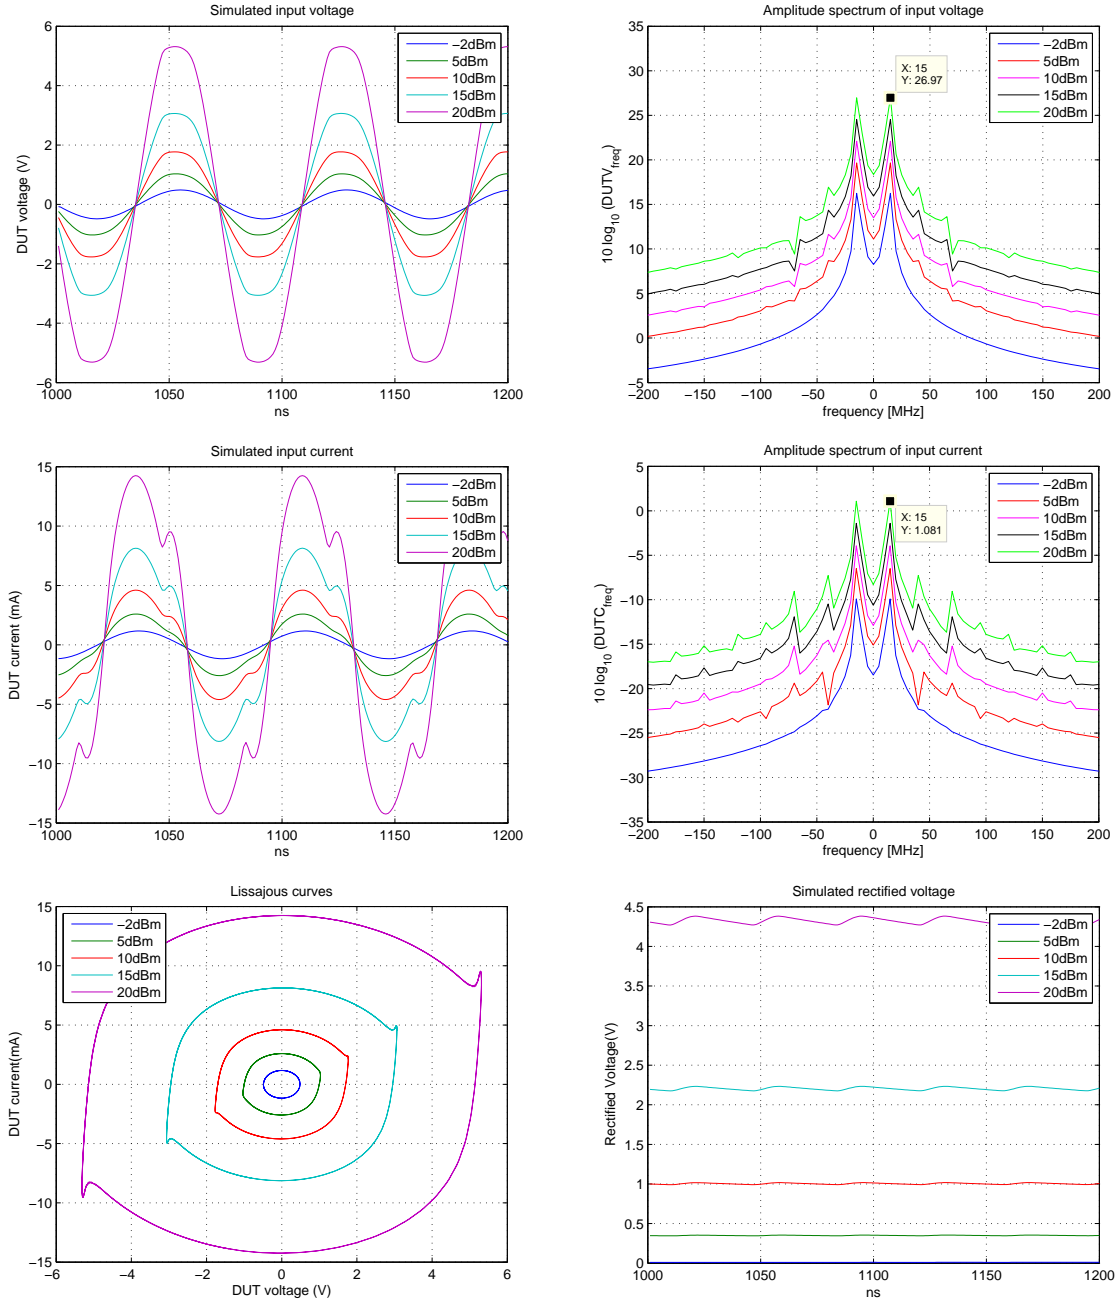 Simulated input voltage
DUT voltage (V)
6
4
2
0
−2
−4
−6
1000 1050 1100 1150 1200
ns
−2dBm
5dBm
10dBm
15dBm
20dBm
Amplitude spectrum of input voltage
10 log10 (DUTVfreq)
35
30
25
20
15
10
5
0
−5
−200 −150 −100 −50 0 50 100 150 200
frequency [MHz]
X: 15
Y: 26.97
−2dBm
5dBm
10dBm
15dBm
20dBm
Simulated input current
DUT current (mA)
15
10
5
0
−5
−10
−15
1000 1050 1100 1150 1200
ns
−2dBm
5dBm
10dBm
15dBm
20dBm
Amplitude spectrum of input current
10 log10 (DUTCfreq)
5
0
−5
−10
−15
−20
−25
−30
−35
−200 −150 −100 −50 0 50 100 150 200
frequency [MHz]
X: 15
Y: 1.081
−2dBm
5dBm
10dBm
15dBm
20dBm
Lissajous curves
DUT current(mA)
15
10
5
0
−5
−10
−15
−6 −4 −2 0 2 4 6
DUT voltage (V)
−2dBm
5dBm
10dBm
15dBm
20dBm
Simulated rectified voltage
Rectified Voltage(V)
4.5
4
3.5
3
2.5
2
1.5
1
0.5
0
1000 1050 1100 1150 1200
ns
−2dBm
5dBm
10dBm
15dBm
20dBm